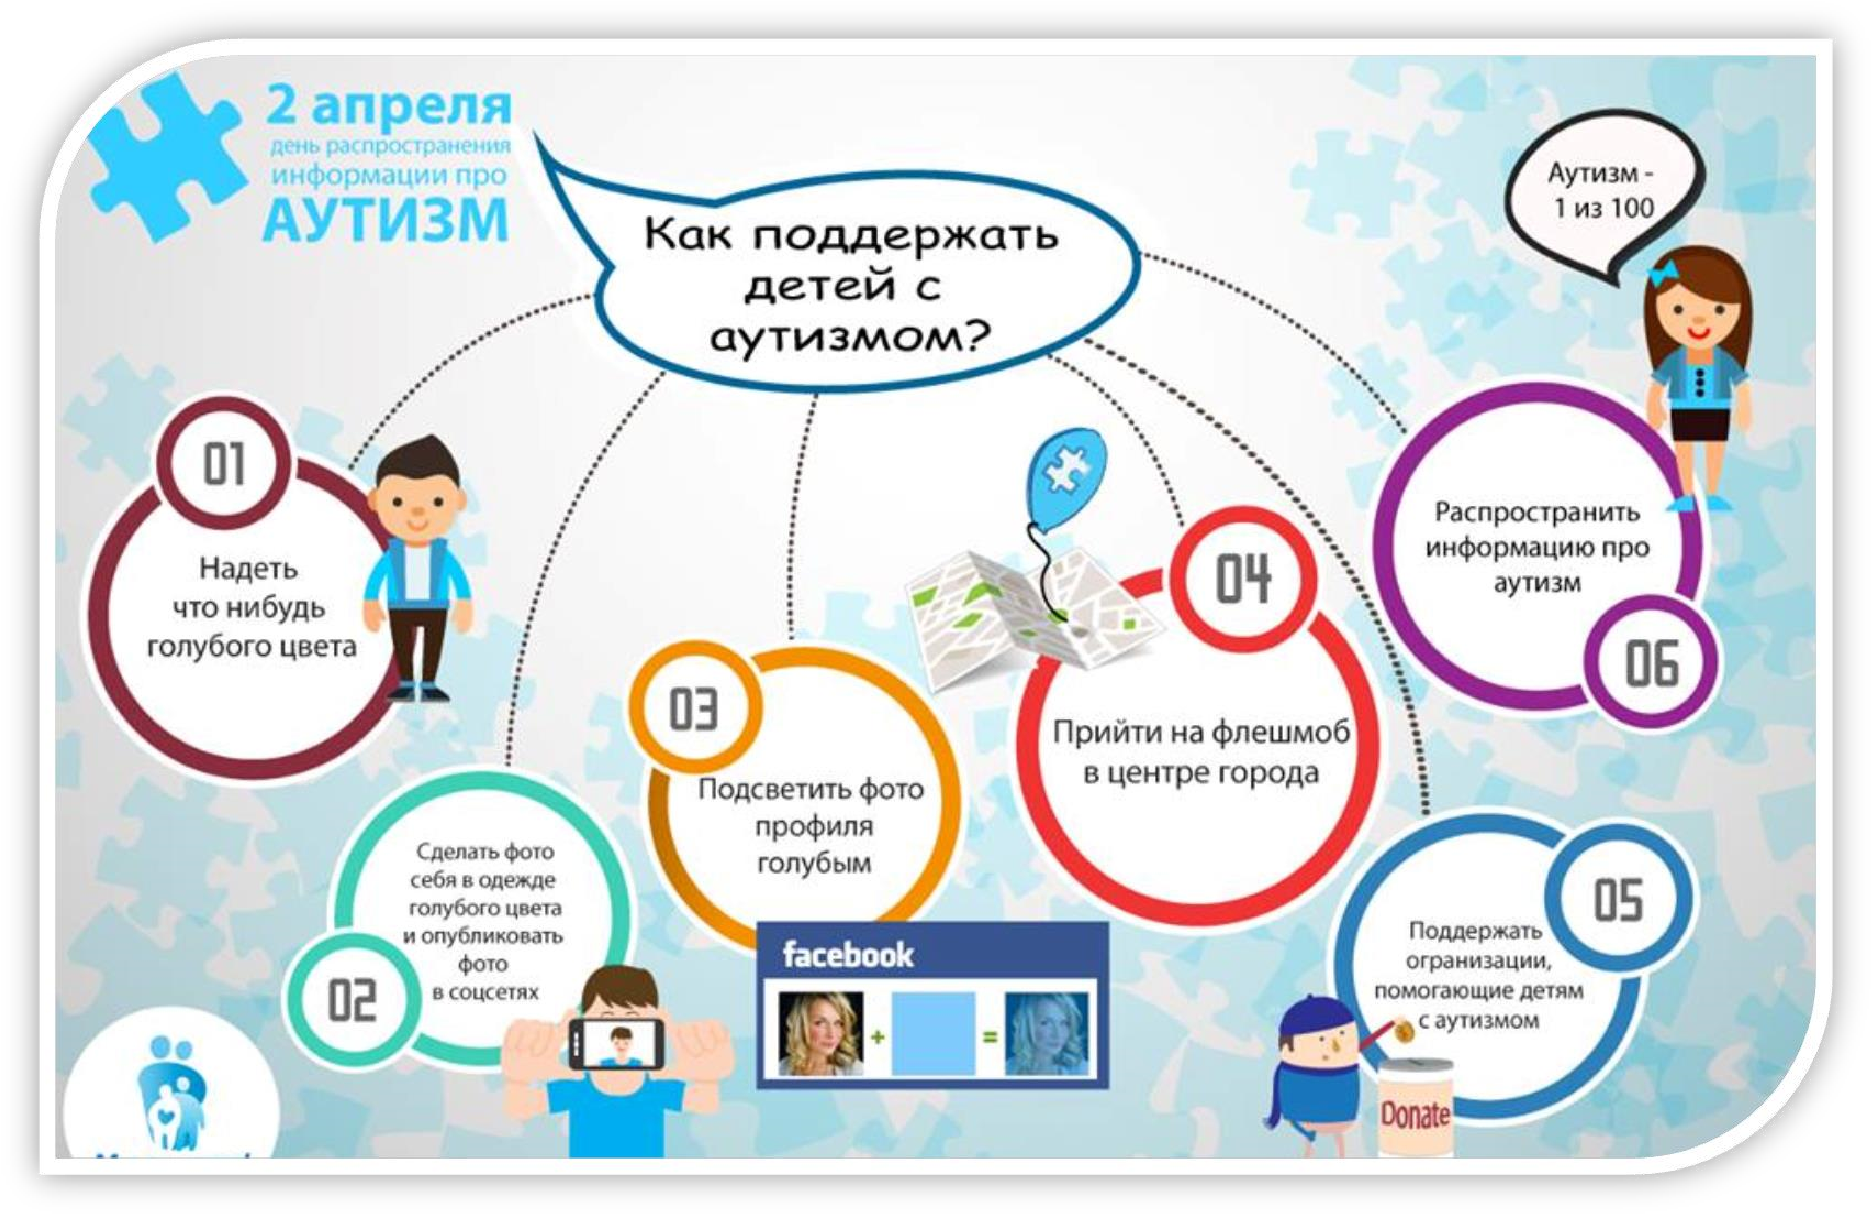 2 апреля
день распространения
информации про
АУТИЗМ
Как поддержать
детей с
аутизмом?
Аутизм -
1 из 100
01
Надеть
что нибудь
голубого цвета
02
Сделать фото
себя в одежде
голубого цвета
и опубликовать
фото
в соцсетях
03
Подсветить фото
профиля
голубым
facebook
+
=
04
Прийти на флешмоб
в центре города
05
Поддержать
огранизации,
помогающие детям
с аутизмом
Donate
06
Распространить
информацию про
аутизм